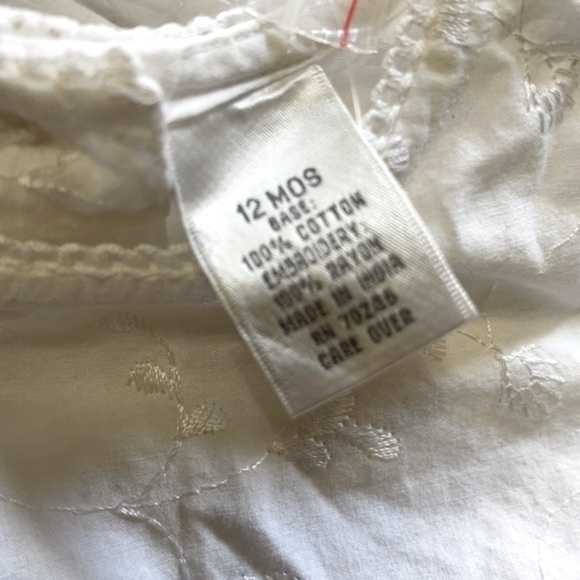 12 MOS
BASE:
100% COTTON
EMBROIDERY:
100% RAYON
MADE IN INDIA
RN 70246
CARE OVER